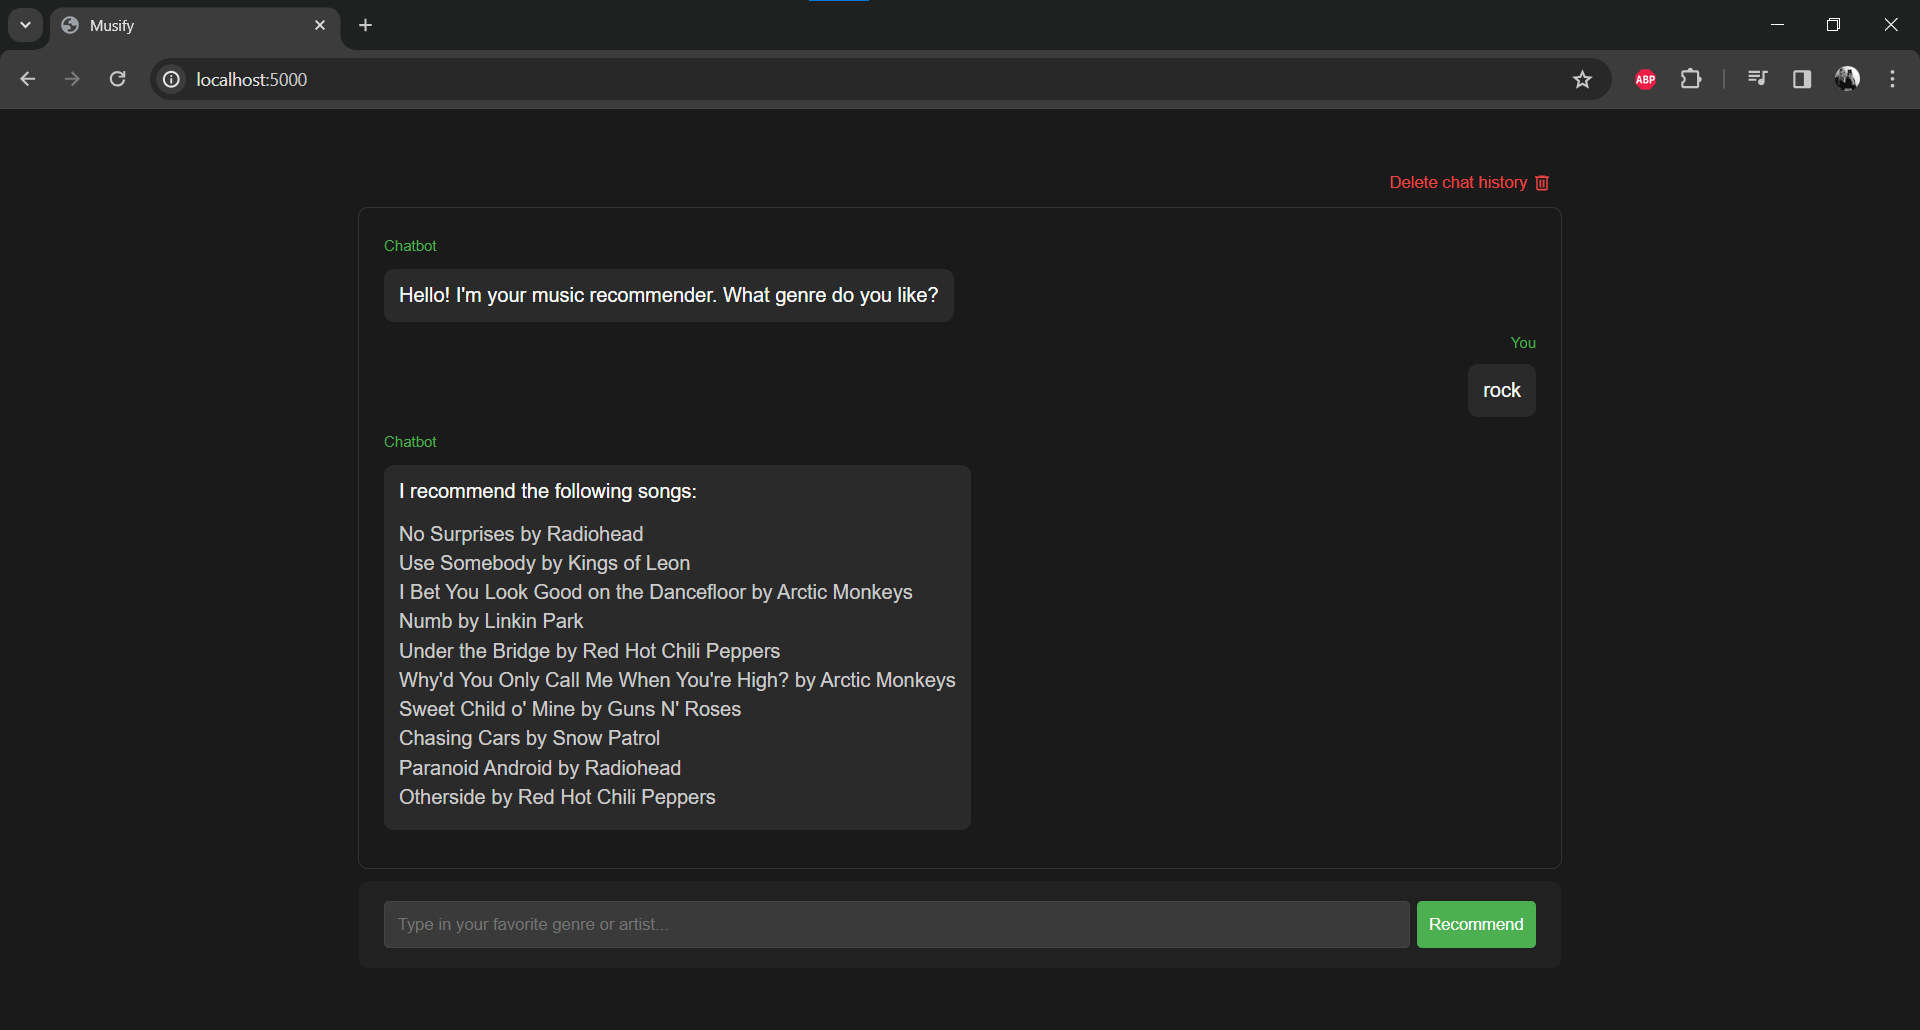 Musify
localhost:5000
ABP
Delete chat history
Chatbot
Hello! I'm your music recommender. What genre do you like?
You
rock
Chatbot
I recommend the following songs:
No Surprises by Radiohead
Use Somebody by Kings of Leon
I Bet You Look Good on the Dancefloor by Arctic Monkeys
Numb by Linkin Park
Under the Bridge by Red Hot Chili Peppers
Why'd You Only Call Me When You're High? by Arctic Monkeys
Sweet Child o' Mine by Guns N' Roses
Chasing Cars by Snow Patrol
Paranoid Android by Radiohead
Otherside by Red Hot Chili Peppers
Type in your favorite genre or artist...
Recommend